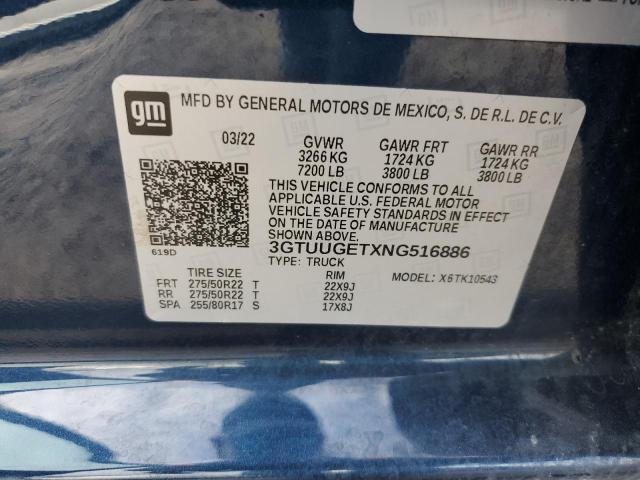 gm
MFD BY GENERAL MOTORS DE MEXICO, S. DE R.L. DE C.V.
03/22 GVWR GAWR FRT GAWR RR
3266 KG 1724 KG 1724 KG
7200 LB 3800 LB 3800 LB
THIS VEHICLE CONFORMS TO ALL
APPLICABLE U.S. FEDERAL MOTOR
VEHICLE SAFETY STANDARDS IN EFFECT
ON THE DATE OF MANUFACTURE
SHOWN ABOVE.
619D
3GTUUGETXNG516886
TYPE: TRUCK MODEL: X6TK10543
TIRE SIZE RIM
FRT 275/50R22 T 22X9J
RR 275/50R22 T 22X9J
SPA 255/80R17 S 17X8J